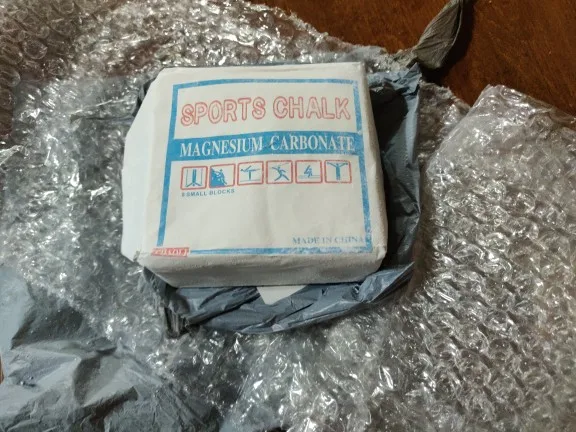 SPORTS CHALK
MAGNESIUM CARBONATE
8 SMALL BLOCKS
MADE IN CHINA